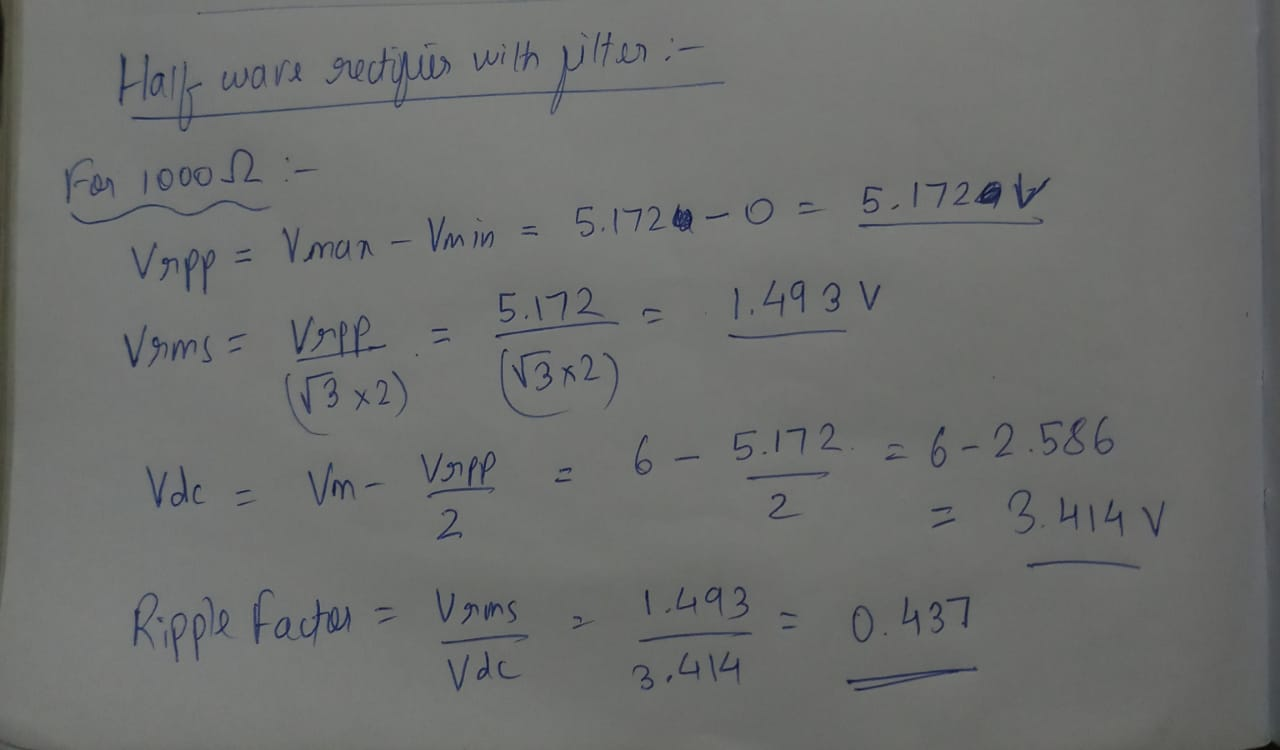 Half wave rectifier with filter :-
For 1000 Ω :-
Vrpp = Vmax - Vmin = 5.172 - 0 = 5.172 V
Vrms = Vrpp / (√3 x 2) = 5.172 / (√3 x 2) = 1.493 V
Vdc = Vm - Vrpp / 2 = 6 - 5.172 / 2 = 6 - 2.586
= 3.414 V
Ripple factor = Vrms / Vdc = 1.493 / 3.414 = 0.437